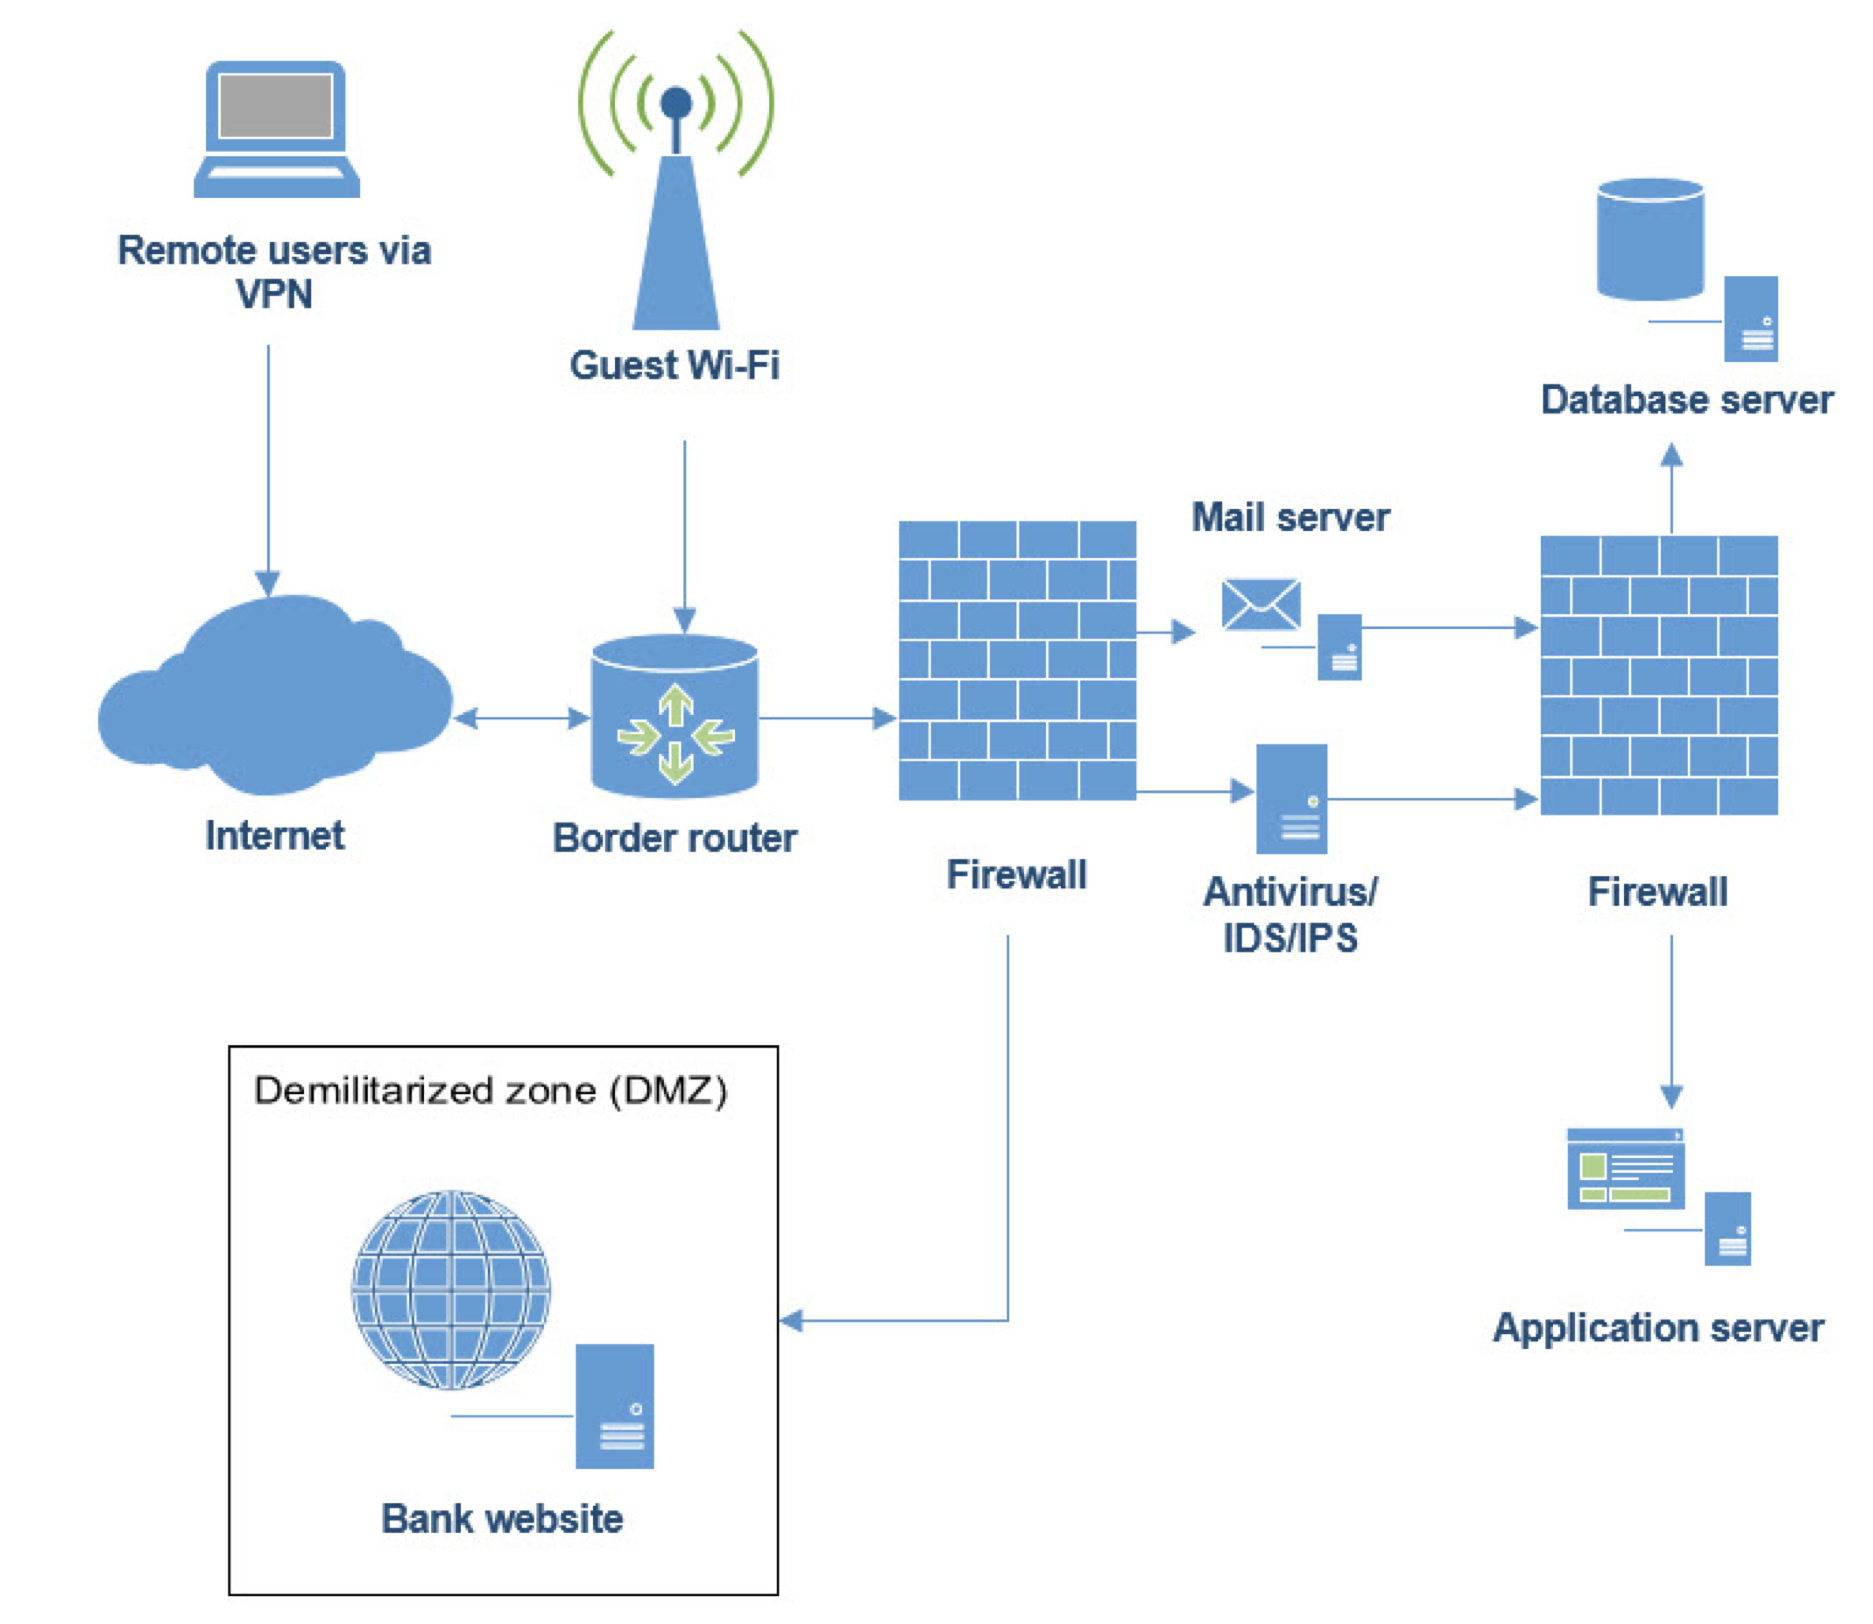 Remote users via
VPN
Guest Wi-Fi
Database server
Mail server
Internet
Border router
Firewall
Antivirus/
IDS/IPS
Firewall
Demilitarized zone (DMZ)
Bank website
Application server